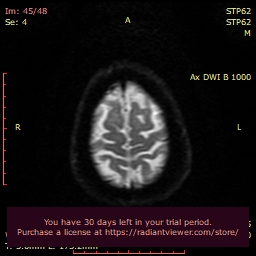 Im: 45/48
Se: 4
STP62
STP62
M
A
Ax DWI B 1000
R
L
You have 30 days left in your trial period.
Purchase a license at https://radiantviewer.com/store/